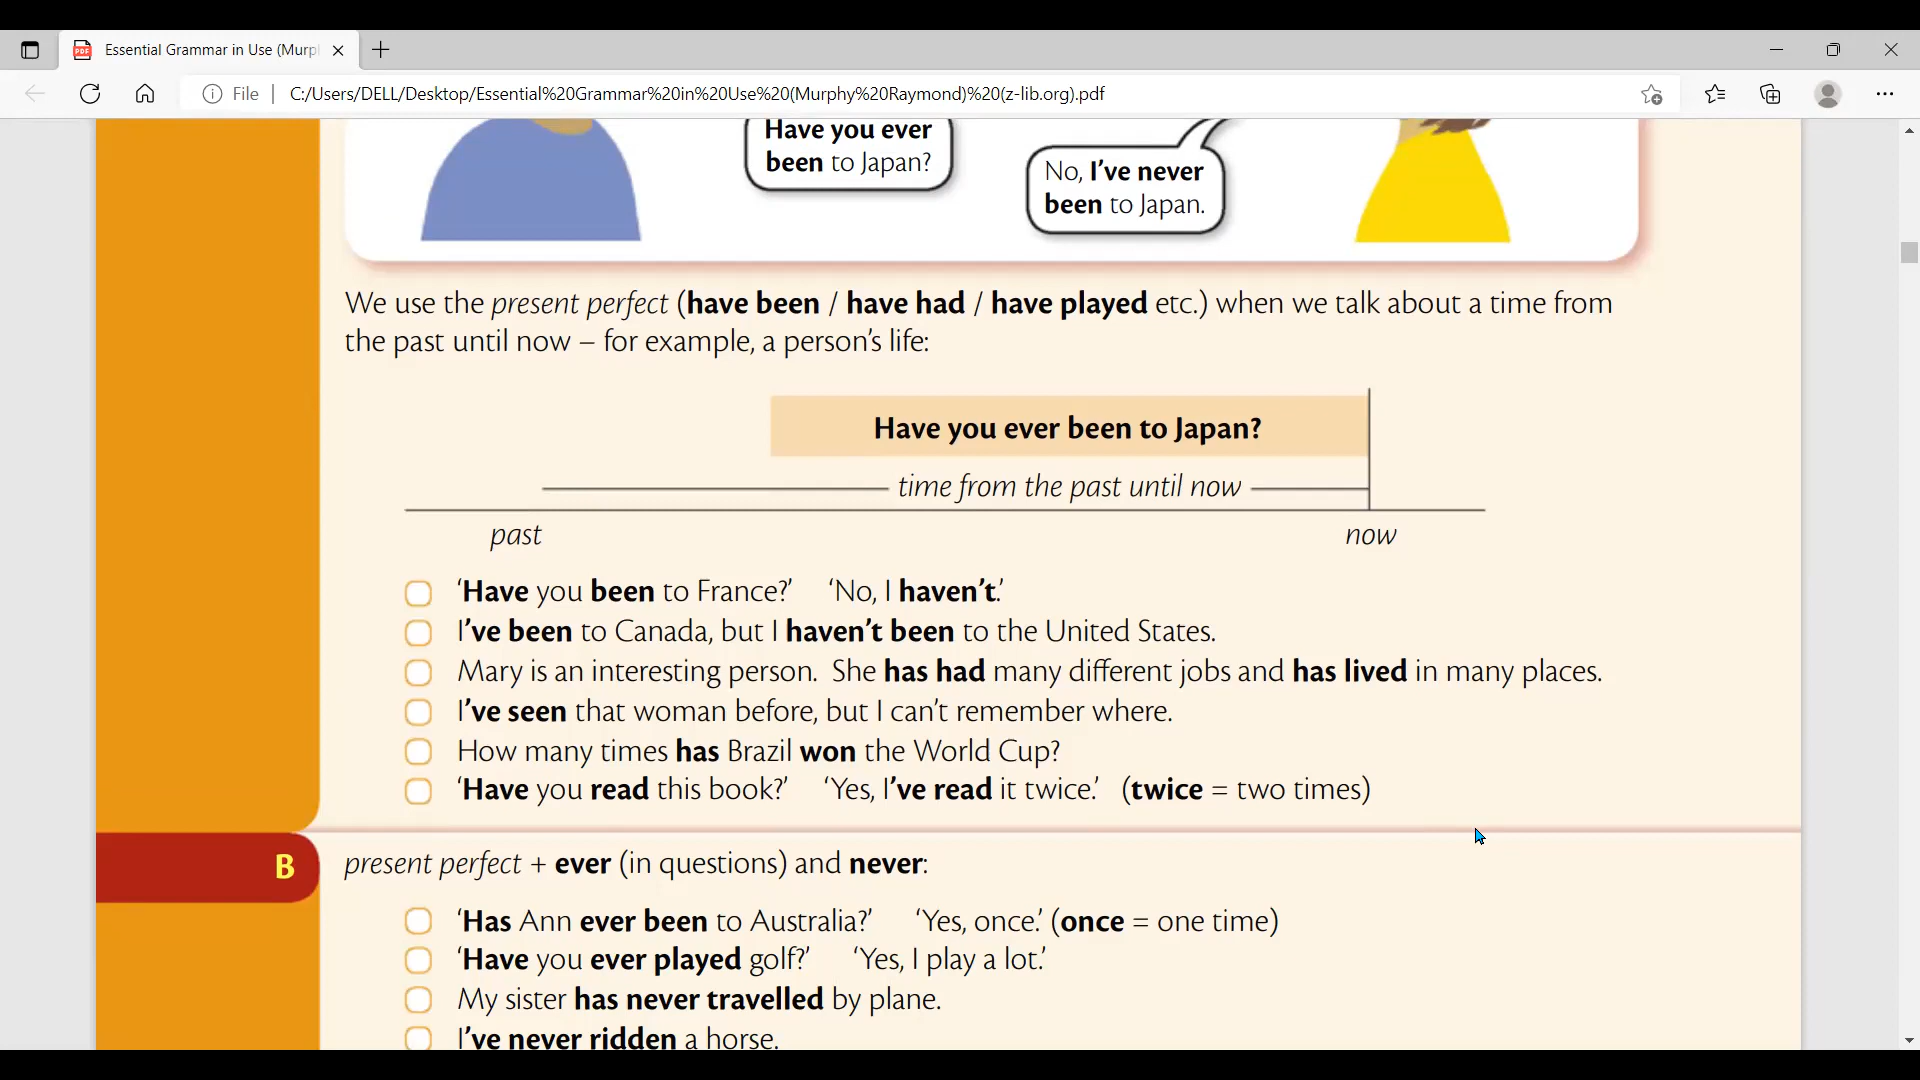 Essential Grammar in Use (Murp
File
C:/Users/DELL/Desktop/Essential%20Grammar%20in%20Use%20(Murphy%20Raymond)%20(z-lib.org).pdf
Have you ever
been to Japan?
No, I've never
been to Japan.
We use the present perfect (have been / have had / have played etc.) when we talk about a time from
the past until now – for example, a person's life:
Have you ever been to Japan?
time from the past until now
past now
'Have you been to France?' 'No, I haven't.'
I've been to Canada, but I haven't been to the United States.
Mary is an interesting person. She has had many different jobs and has lived in many places.
I've seen that woman before, but I can't remember where.
How many times has Brazil won the World Cup?
'Have you read this book?' 'Yes, I've read it twice.' (twice = two times)
B present perfect + ever (in questions) and never:
'Has Ann ever been to Australia?' 'Yes, once.' (once = one time)
'Have you ever played golf?' 'Yes, I play a lot.'
My sister has never travelled by plane.
I've never ridden a horse.